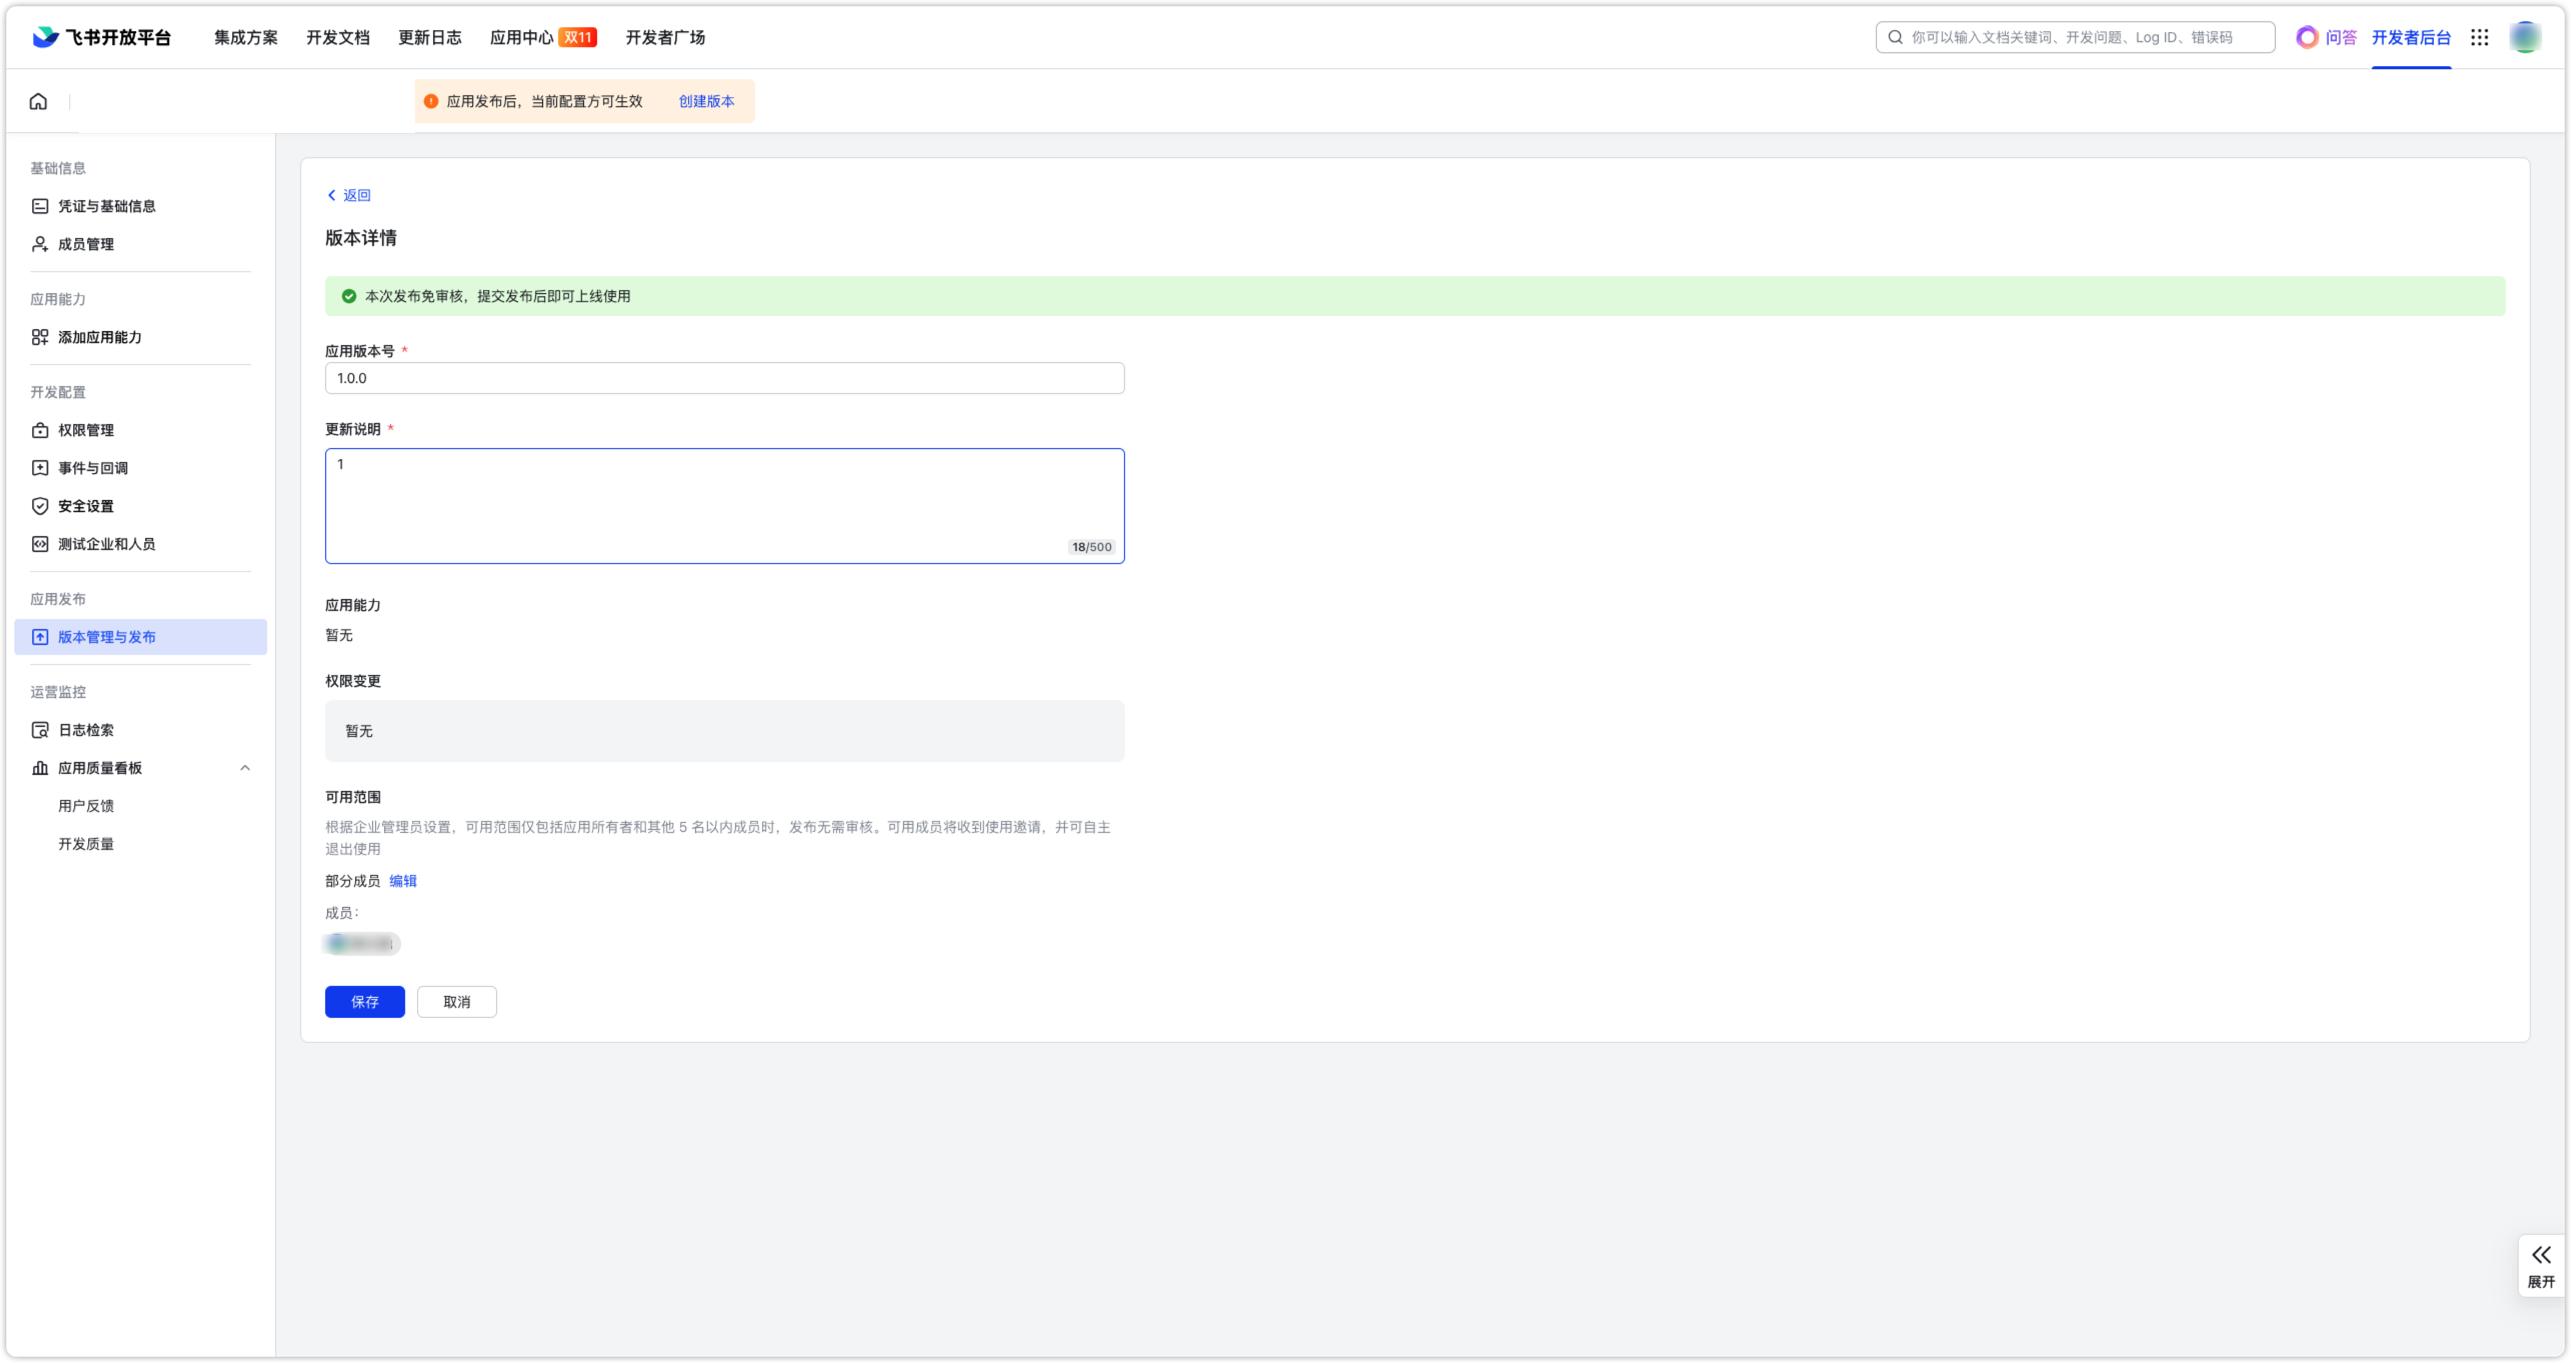 飞书开放平台
集成方案
开发文档
更新日志
应用中心 双11
开发者广场
你可以输入文档关键词、开发问题、Log ID、错误码
问答
开发者后台
应用发布后，当前配置方可生效 创建版本
基础信息
凭证与基础信息
成员管理
应用能力
添加应用能力
开发配置
权限管理
事件与回调
安全设置
测试企业和人员
应用发布
版本管理与发布
运营监控
日志检索
应用质量看板
用户反馈
开发质量
返回
版本详情
本次发布免审核，提交发布后即可上线使用
应用版本号 *
1.0.0
更新说明 *
1
18/500
应用能力
暂无
权限变更
暂无
可用范围
根据企业管理员设置，可用范围仅包括应用所有者和其他 5 名以内成员时，发布无需审核。可用成员将收到使用邀请，并可自主
退出使用
部分成员 编辑
成员：
保存
取消
展开